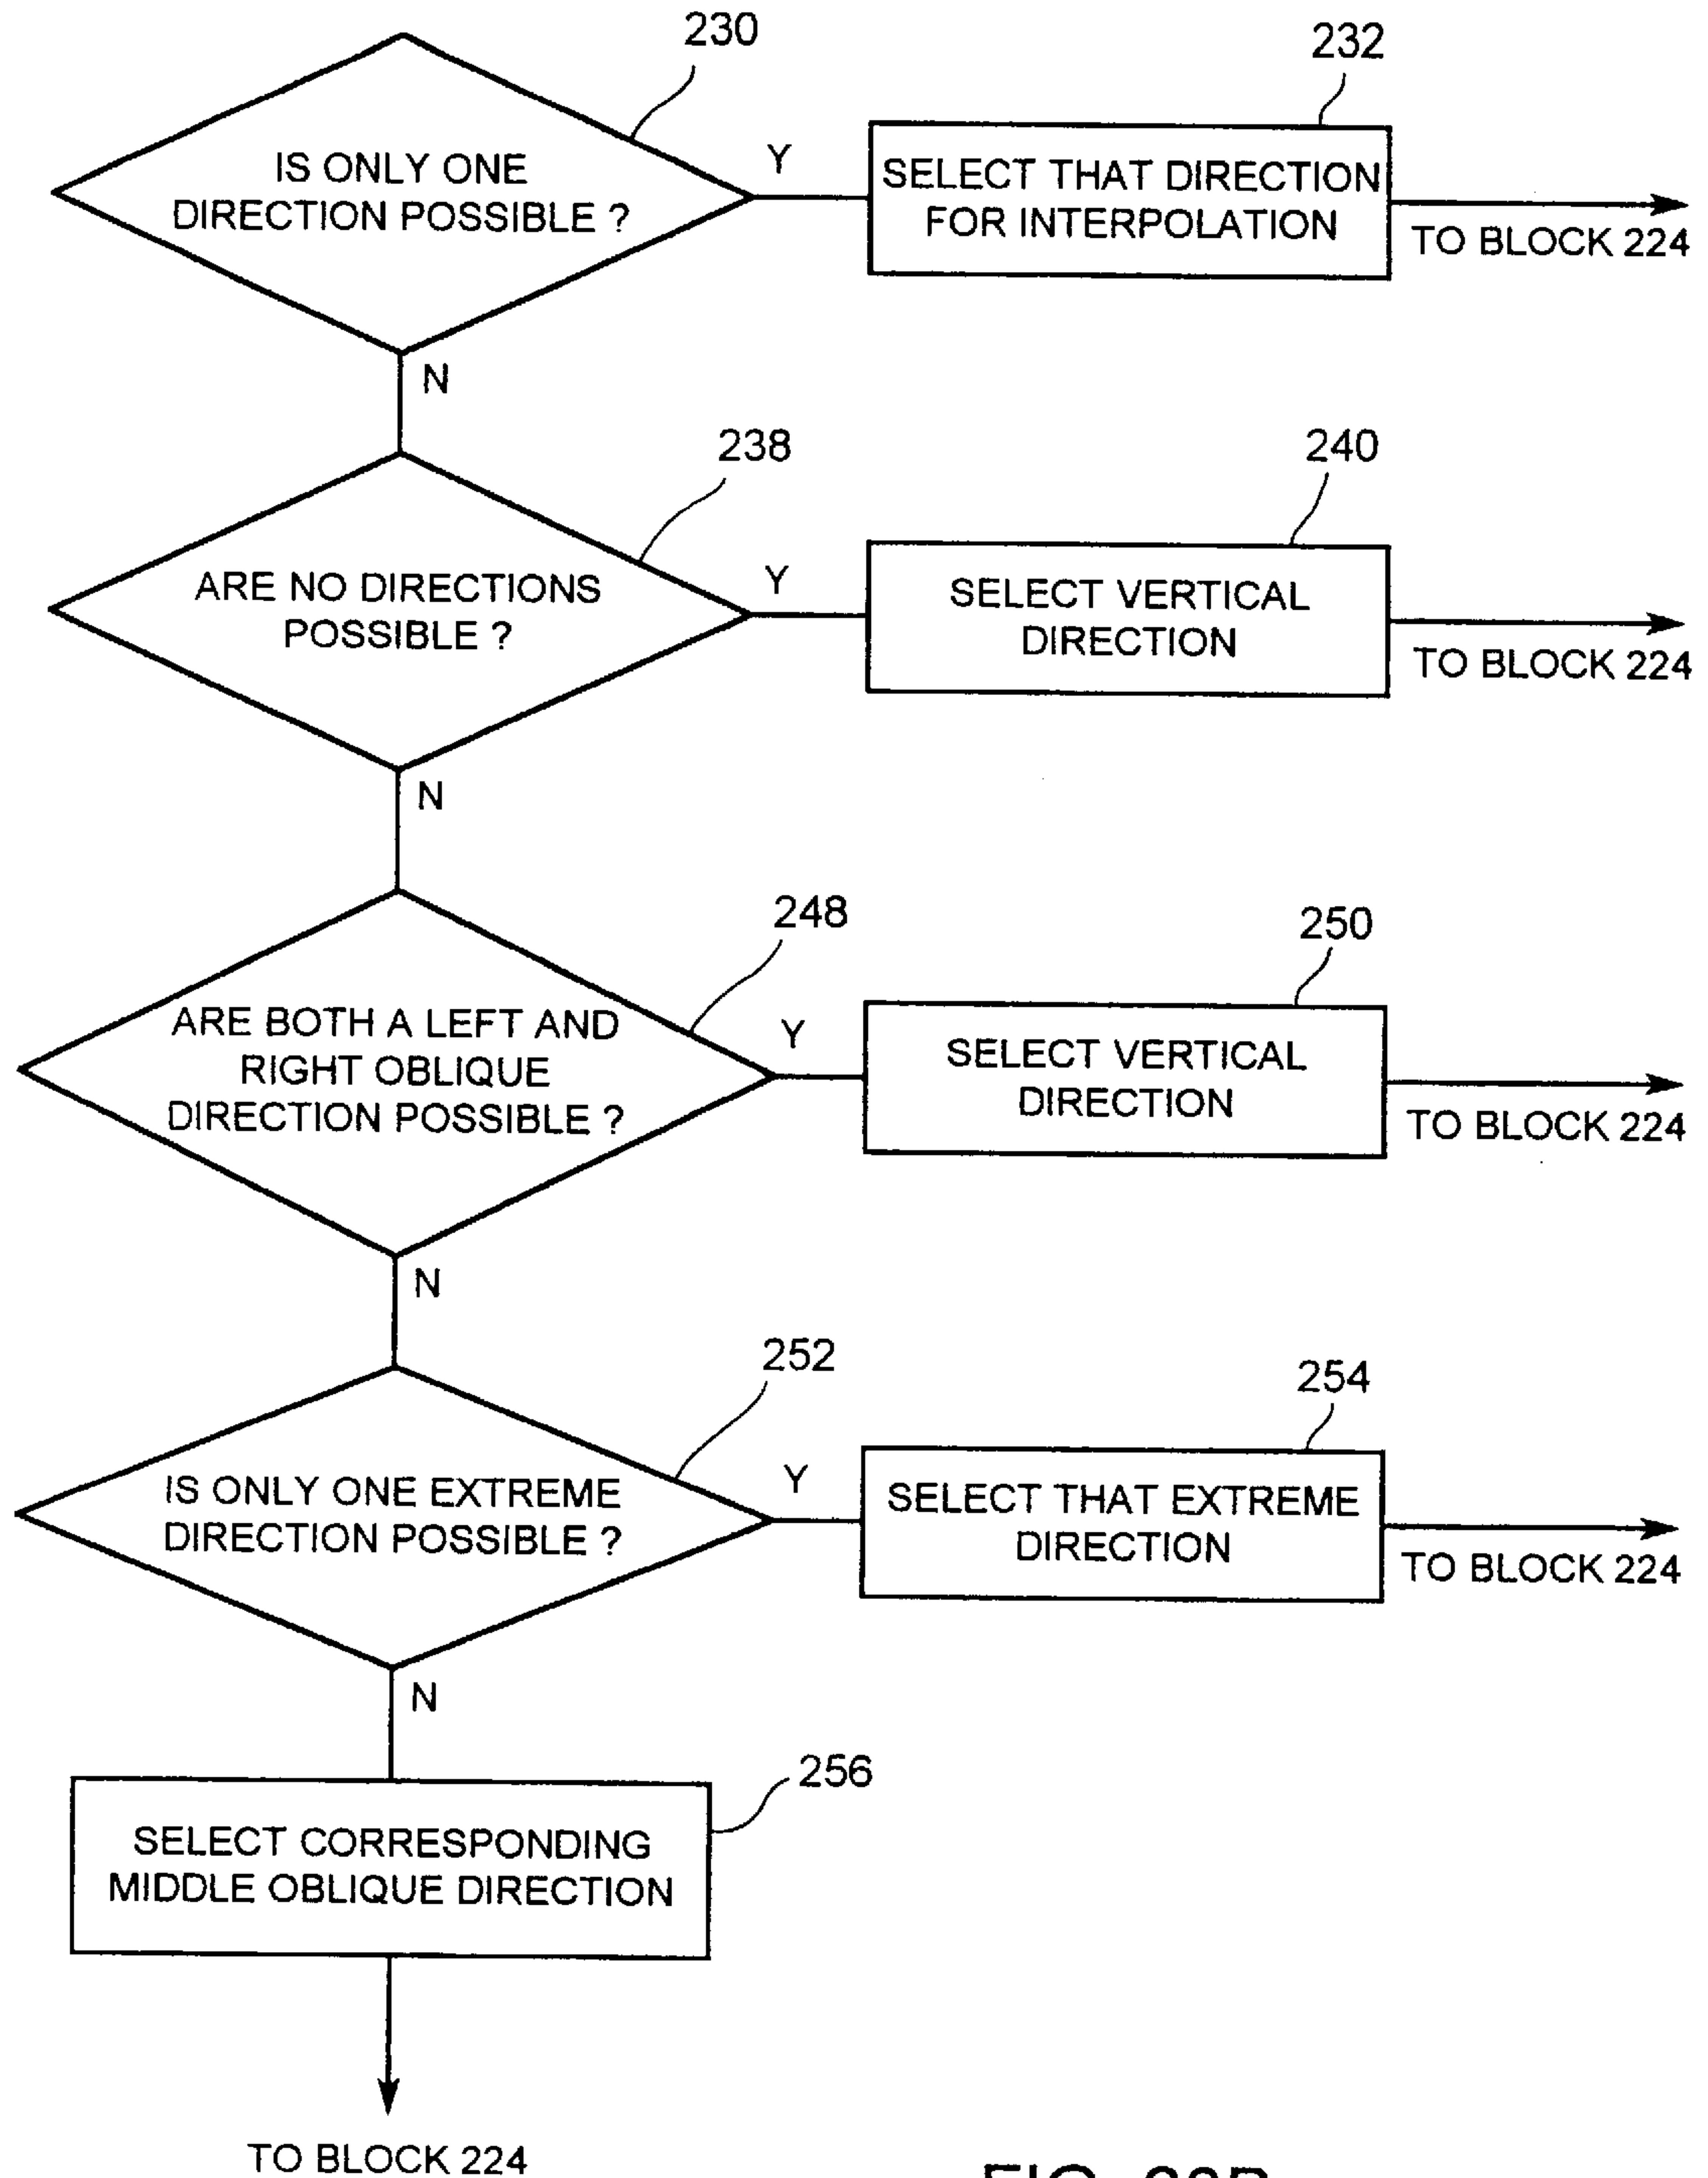 230
232
IS ONLY ONE
DIRECTION POSSIBLE ?
Y
SELECT THAT DIRECTION
FOR INTERPOLATION
TO BLOCK 224
N
238
240
ARE NO DIRECTIONS
POSSIBLE ?
Y
SELECT VERTICAL
DIRECTION
TO BLOCK 224
N
248
250
ARE BOTH A LEFT AND
RIGHT OBLIQUE
DIRECTION POSSIBLE ?
Y
SELECT VERTICAL
DIRECTION
TO BLOCK 224
N
252
254
IS ONLY ONE EXTREME
DIRECTION POSSIBLE ?
Y
SELECT THAT EXTREME
DIRECTION
TO BLOCK 224
N
256
SELECT CORRESPONDING
MIDDLE OBLIQUE DIRECTION
TO BLOCK 224
FIG.